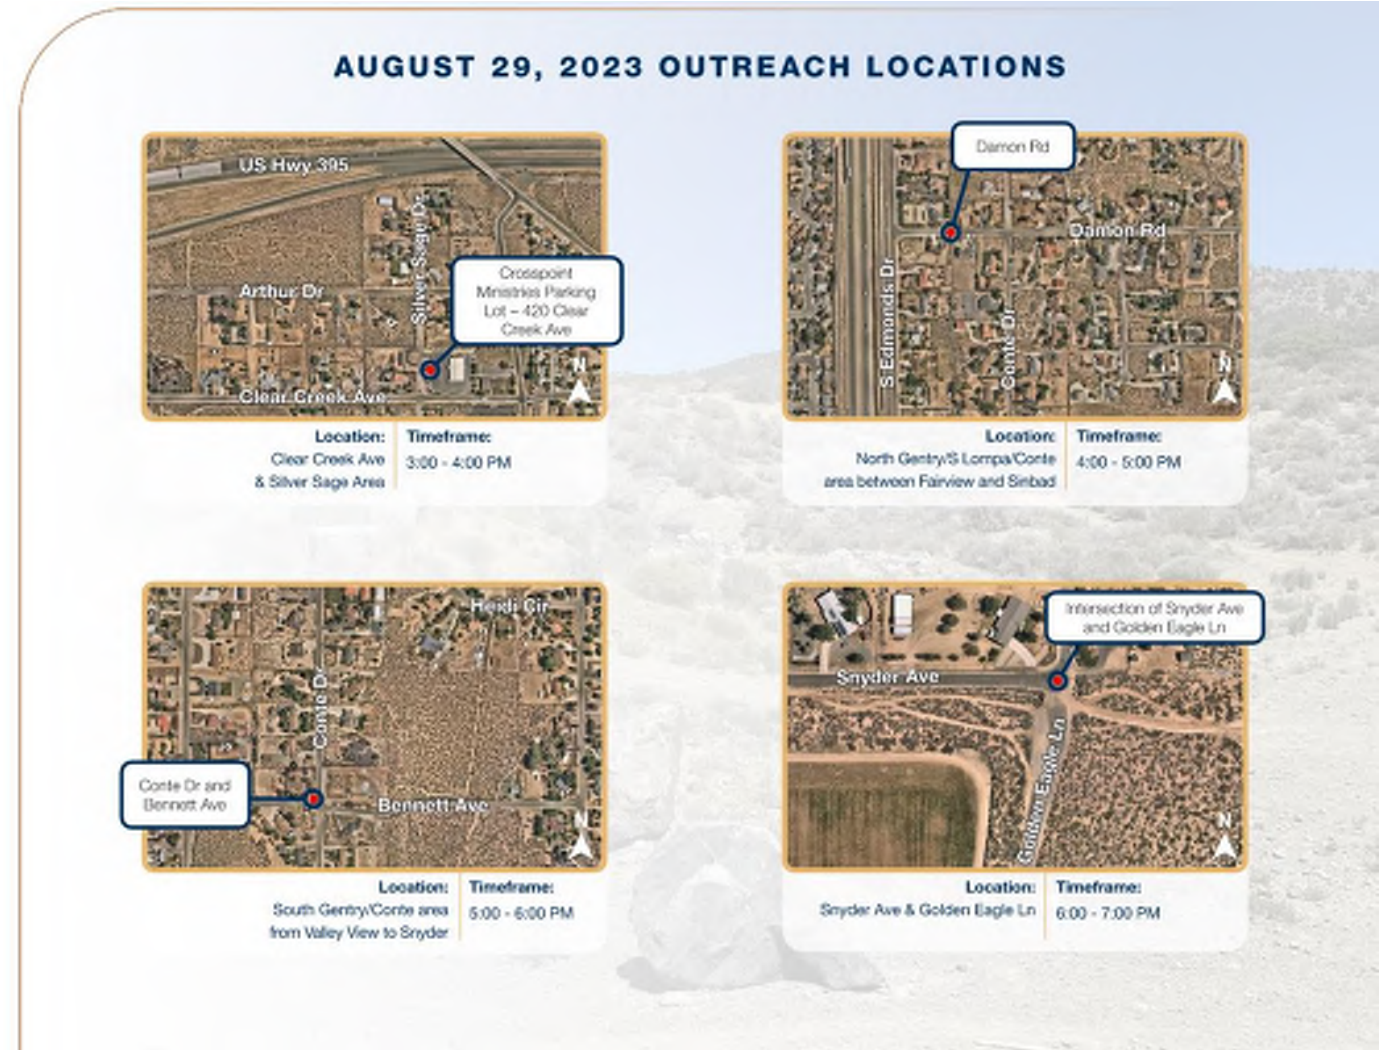 AUGUST 29, 2023 OUTREACH LOCATIONS
US Hwy 395
Silver Sage Dr
Arthur Dr
Crosspoint
Ministries Parking
Lot – 420 Clear
Creek Ave
Clear Creek Ave
N
Location:
Clear Creek Ave
& Silver Sage Area
Timeframe:
3:00 - 4:00 PM
Damon Rd
Damon Rd
S Edmonds Dr
Conte Dr
N
Location:
North Gentry/S Lompa/Conte
area between Fairview and Sinbad
Timeframe:
4:00 - 5:00 PM
Heidi Cir
Conte Dr
Conte Dr and
Bennett Ave
Bennett Ave
N
Location:
South Gentry/Conte area
from Valley View to Snyder
Timeframe:
5:00 - 6:00 PM
Intersection of Snyder Ave
and Golden Eagle Ln
Snyder Ave
Golden Eagle Ln
N
Location:
Snyder Ave & Golden Eagle Ln
Timeframe:
6:00 - 7:00 PM